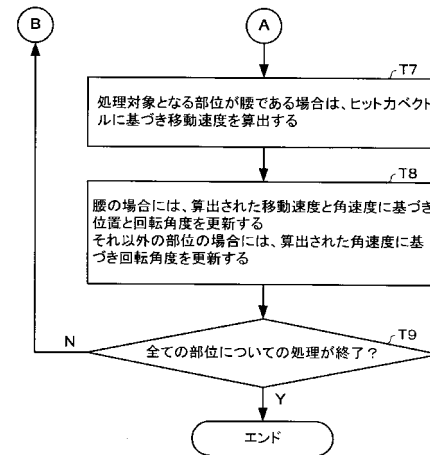 B
A
T7
処理対象となる部位が腰である場合は、ヒット力ベクト
ルに基づき移動速度を算出する
T8
腰の場合には、算出された移動速度と角速度に基づき
位置と回転角度を更新する
それ以外の部位の場合には、算出された角速度に基
づき回転角度を更新する
T9
全ての部位についての処理が終了？
N
Y
エンド